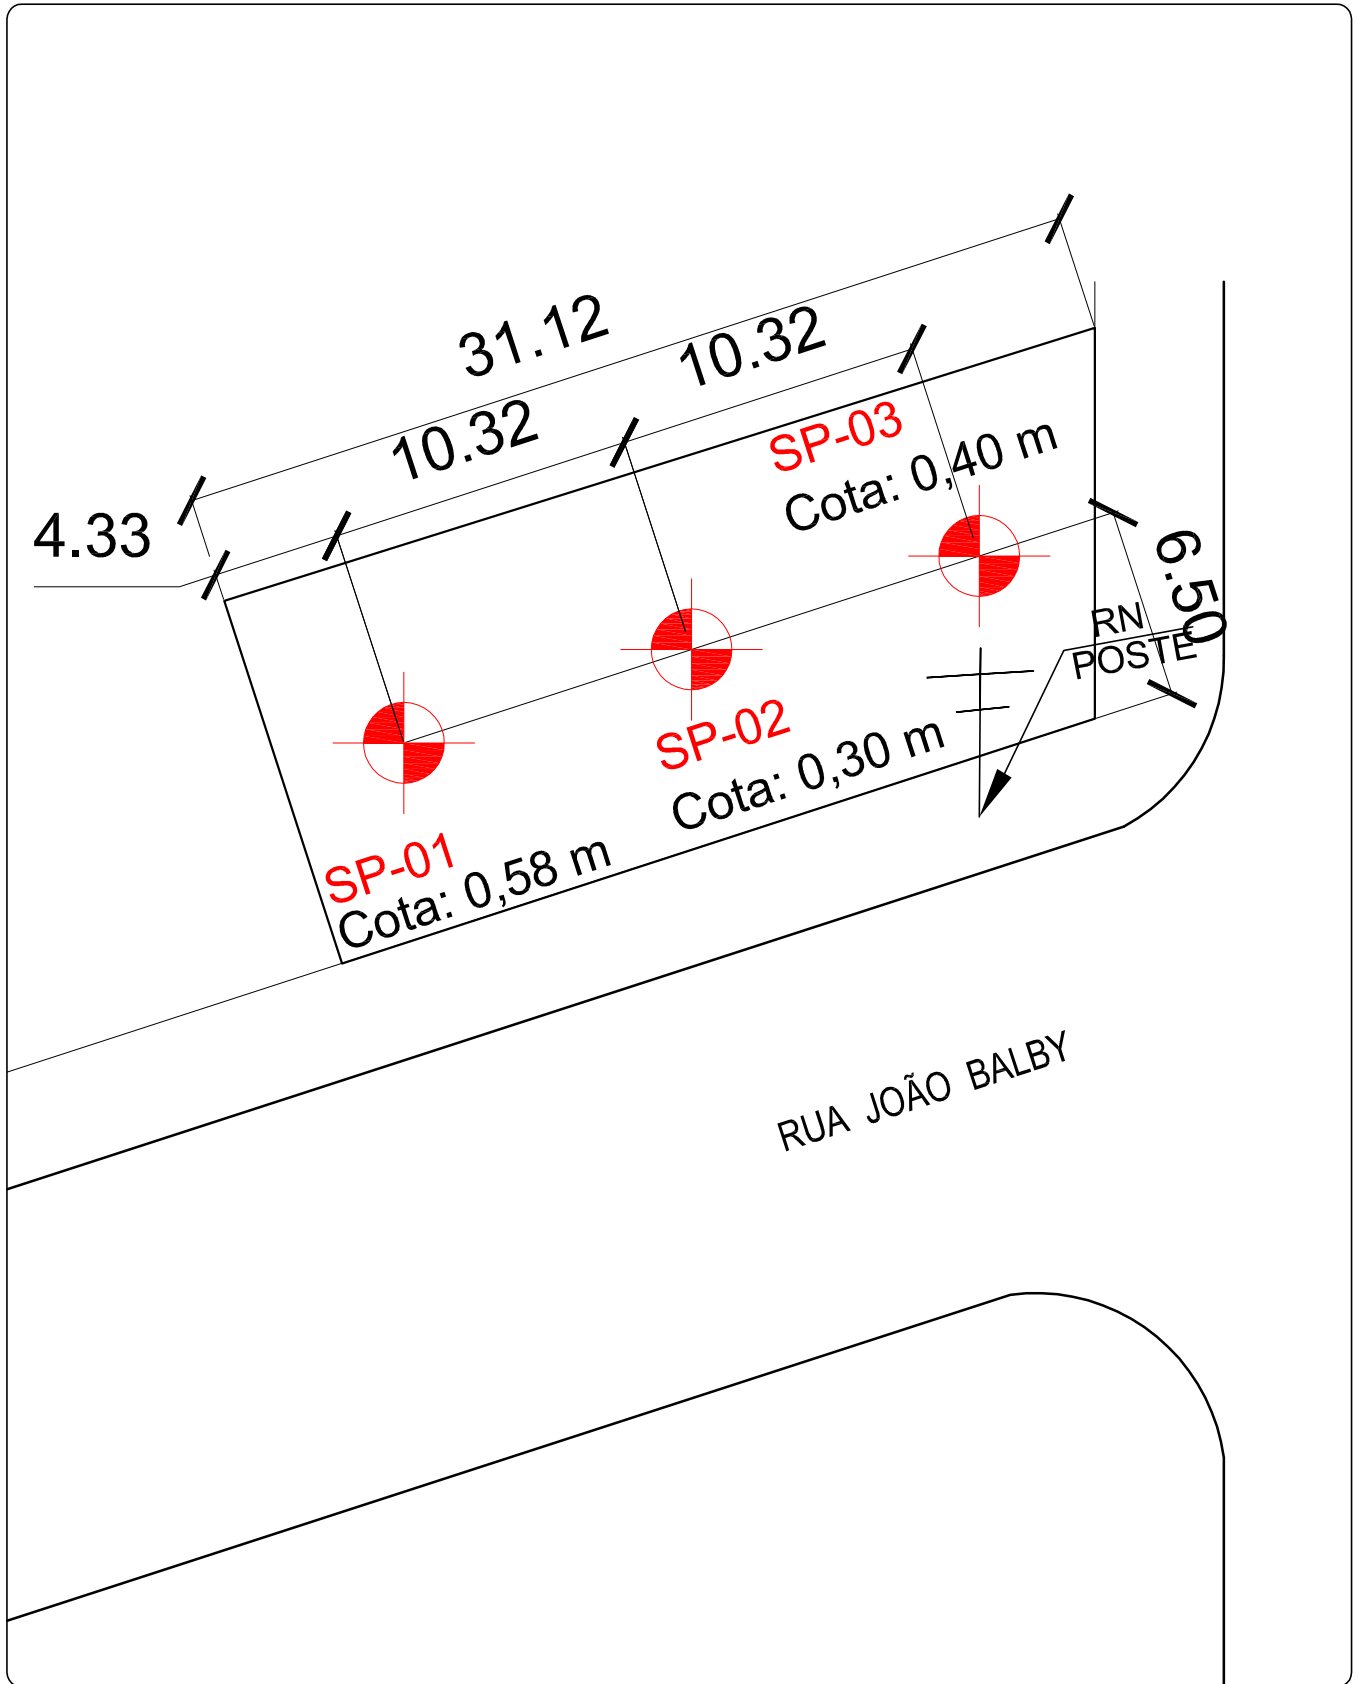 31.12
10.32
10.32
4.33
SP-03
Cota: 0,40 m
6.50
RN
POSTE
SP-02
Cota: 0,30 m
SP-01
Cota: 0,58 m
RUA JOÃO BALBY